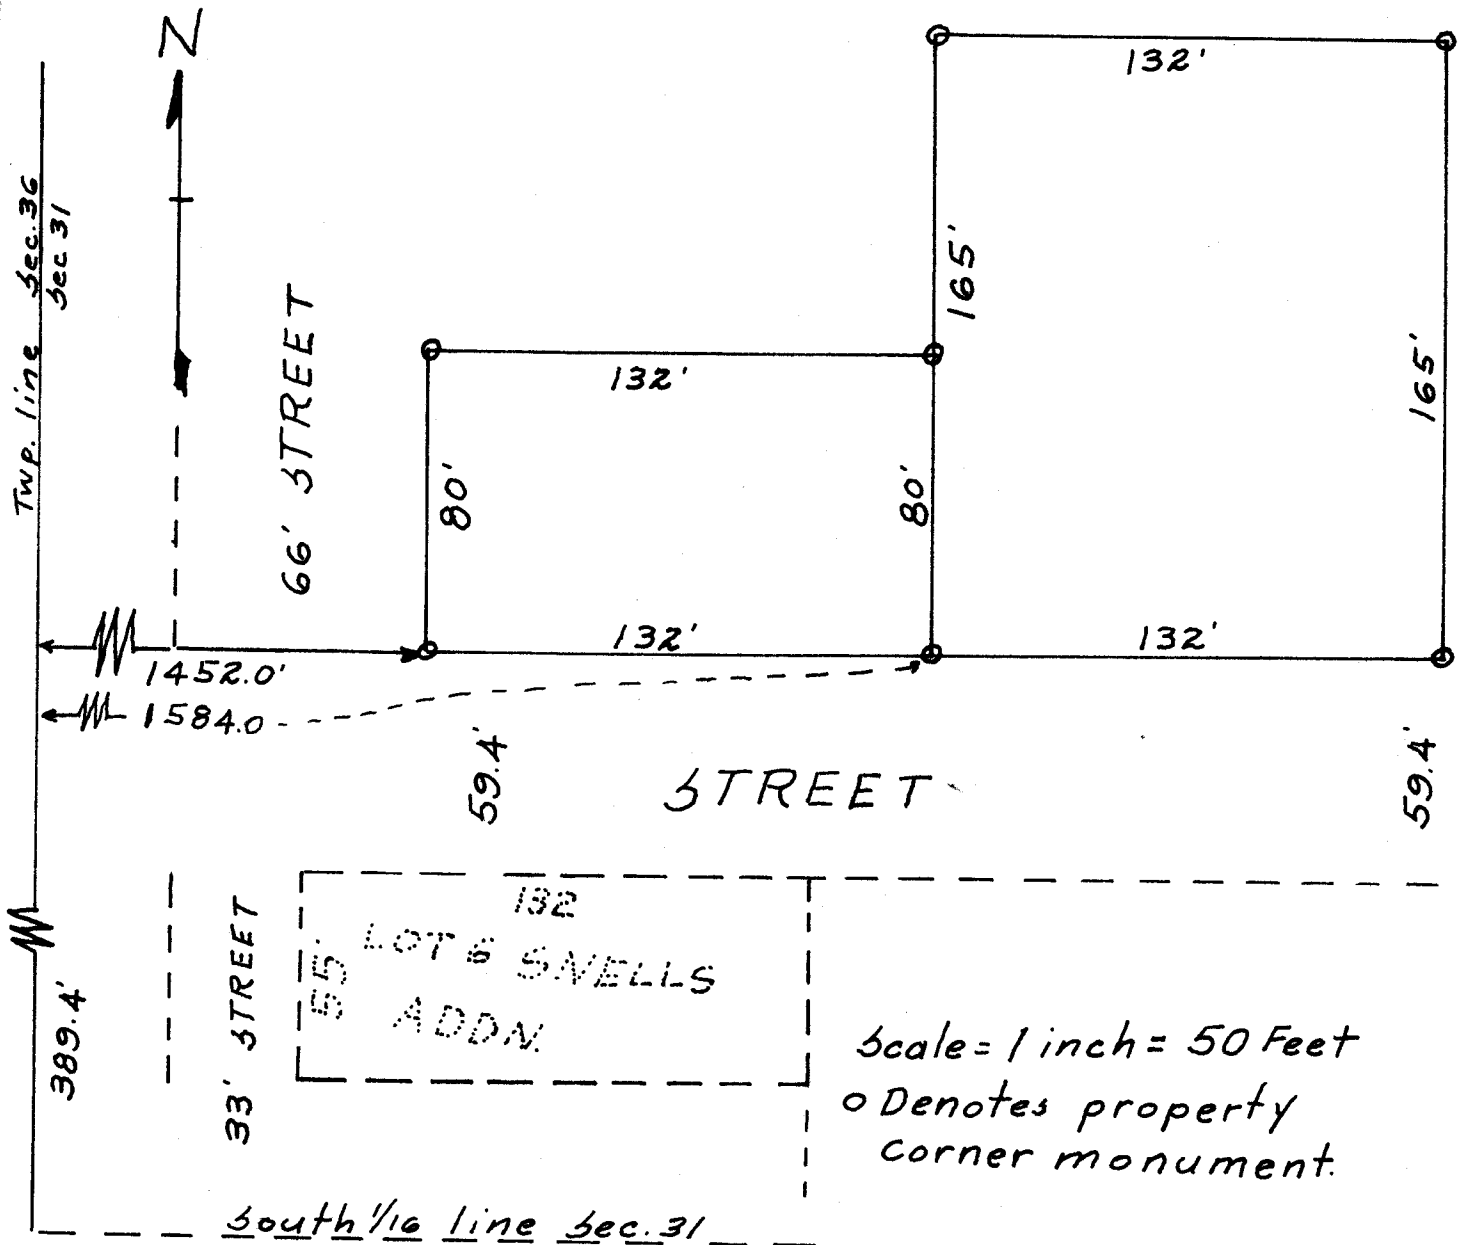 N
132'
Twp. line Sec. 36
Sec 31
66' STREET
165'
165'
132'
80'
80'
132'
132'
1452.0'
1584.0
59.4'
STREET
59.4'
132
LOT 6 SNELLS
ADDN.
55'
33' STREET
389.4'
Scale = 1 inch = 50 Feet
o Denotes property
Corner monument.
South 1/16 line Sec. 31